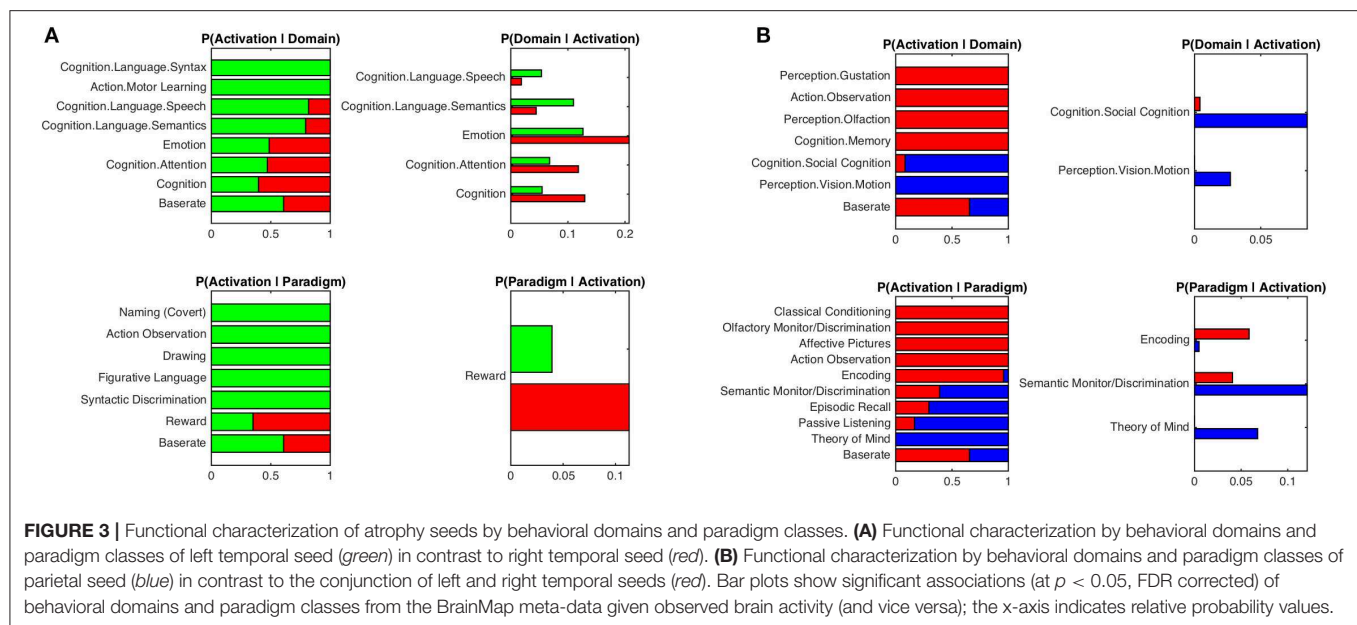 A
P(Activation | Domain)
Cognition.Language.Syntax
Action.Motor Learning
Cognition.Language.Speech
Cognition.Language.Semantics
Emotion
Cognition.Attention
Cognition
Baserate
0 0.5 1
P(Domain | Activation)
Cognition.Language.Speech
Cognition.Language.Semantics
Emotion
Cognition.Attention
Cognition
0 0.1 0.2
P(Activation | Paradigm)
Naming (Covert)
Action Observation
Drawing
Figurative Language
Syntactic Discrimination
Reward
Baserate
0 0.5 1
P(Paradigm | Activation)
Reward
0 0.05 0.1
B
P(Activation | Domain)
Perception.Gustation
Action.Observation
Perception.Olfaction
Cognition.Memory
Cognition.Social Cognition
Perception.Vision.Motion
Baserate
0 0.5 1
P(Domain | Activation)
Cognition.Social Cognition
Perception.Vision.Motion
0 0.05
P(Activation | Paradigm)
Classical Conditioning
Olfactory Monitor/Discrimination
Affective Pictures
Action Observation
Encoding
Semantic Monitor/Discrimination
Episodic Recall
Passive Listening
Theory of Mind
Baserate
0 0.5 1
P(Paradigm | Activation)
Encoding
Semantic Monitor/Discrimination
Theory of Mind
0 0.05 0.1
FIGURE 3 | Functional characterization of atrophy seeds by behavioral domains and paradigm classes. (A) Functional characterization by behavioral domains and
paradigm classes of left temporal seed (green) in contrast to right temporal seed (red). (B) Functional characterization by behavioral domains and paradigm classes of
parietal seed (blue) in contrast to the conjunction of left and right temporal seeds (red). Bar plots show significant associations (at p < 0.05, FDR corrected) of
behavioral domains and paradigm classes from the BrainMap meta-data given observed brain activity (and vice versa); the x-axis indicates relative probability values.